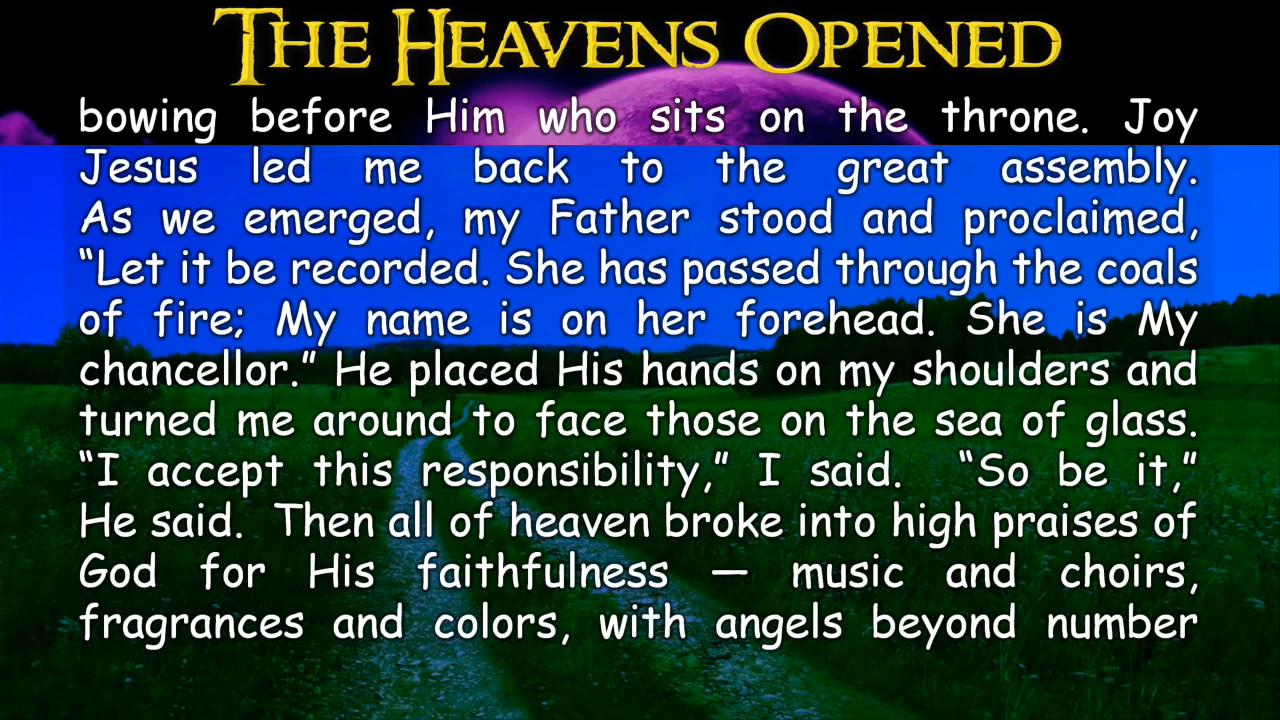 THE HEAVENS OPENED
bowing before Him who sits on the throne. Joy
Jesus led me back to the great assembly.
As we emerged, my Father stood and proclaimed,
“Let it be recorded. She has passed through the coals
of fire; My name is on her forehead. She is My
chancellor.” He placed His hands on my shoulders and
turned me around to face those on the sea of glass.
“I accept this responsibility,” I said.  “So be it,”
He said.  Then all of heaven broke into high praises of
God for His faithfulness — music and choirs,
fragrances and colors, with angels beyond number